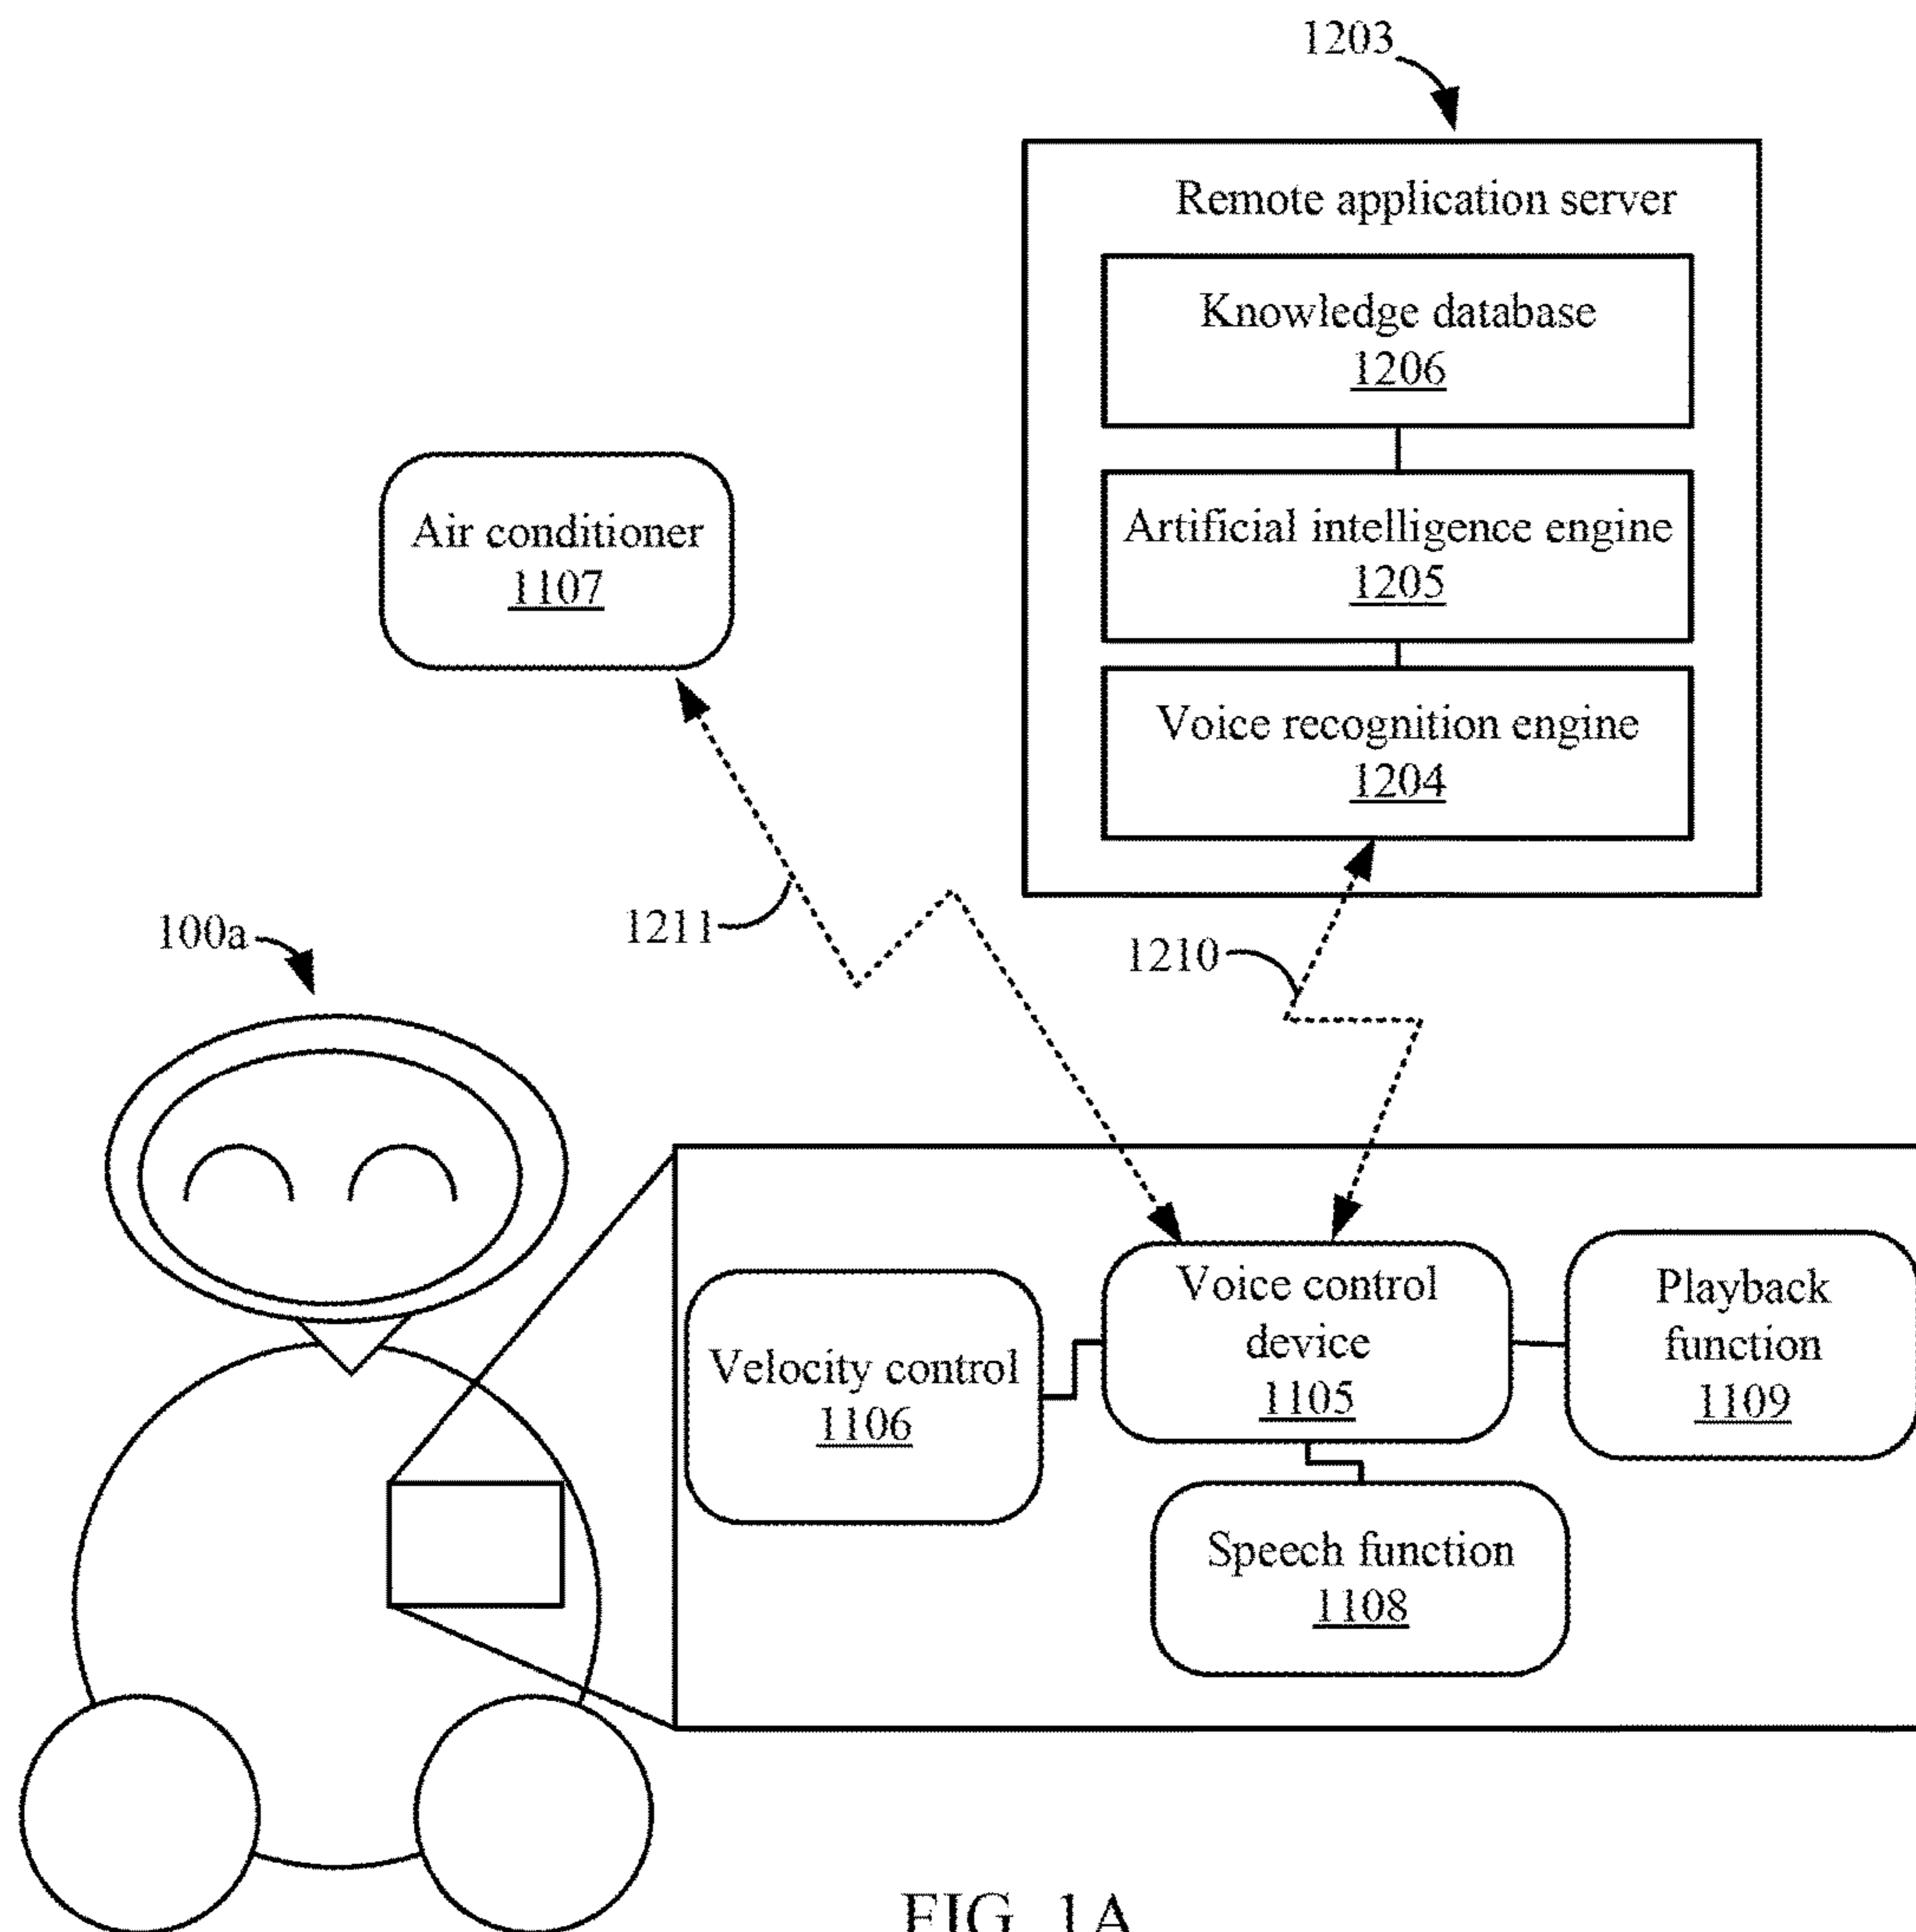 1203
Remote application server
Knowledge database
1206
Air conditioner
1107
Artificial intelligence engine
1205
Voice recognition engine
1204
1211
1210
100a
Velocity control
1106
Voice control
device
1105
Playback
function
1109
Speech function
1108
FIG. 1A